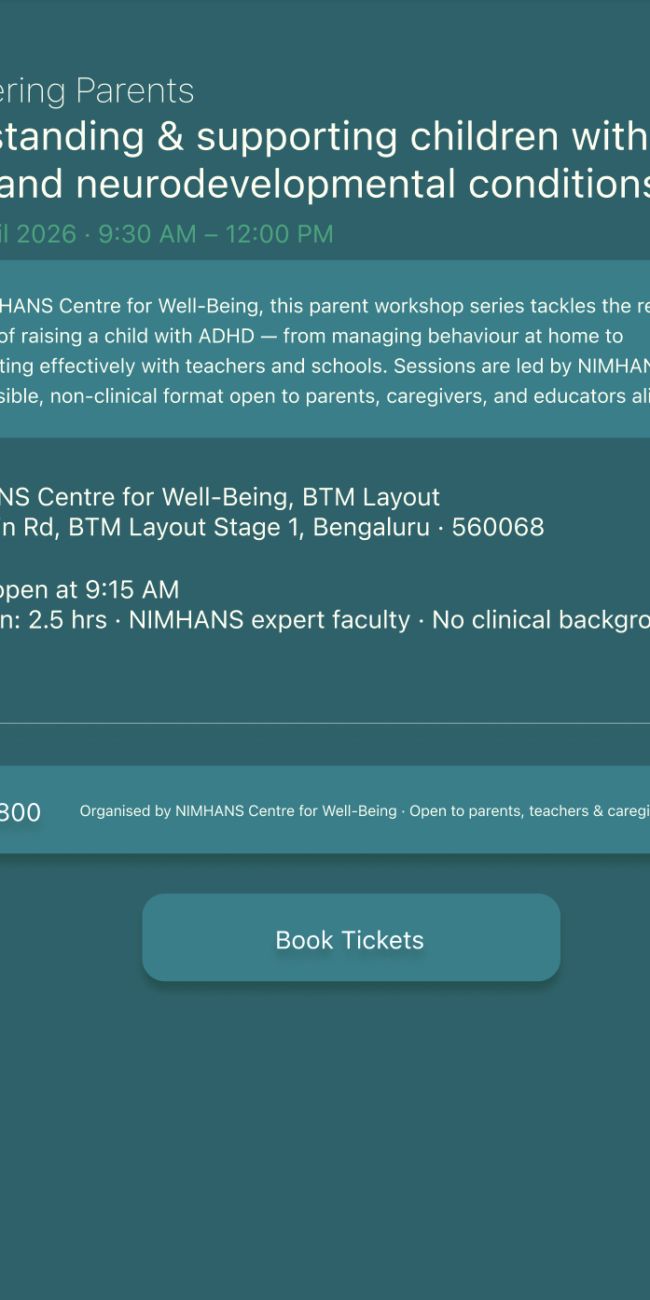 ering Parents
standing & supporting children with
and neurodevelopmental conditions
il 2026 · 9:30 AM – 12:00 PM
HANS Centre for Well-Being, this parent workshop series tackles the re
of raising a child with ADHD — from managing behaviour at home to
ting effectively with teachers and schools. Sessions are led by NIMHAN
sible, non-clinical format open to parents, caregivers, and educators ali
NS Centre for Well-Being, BTM Layout
n Rd, BTM Layout Stage 1, Bengaluru · 560068
open at 9:15 AM
n: 2.5 hrs · NIMHANS expert faculty · No clinical backgro
800
Organised by NIMHANS Centre for Well-Being · Open to parents, teachers & caregi
Book Tickets